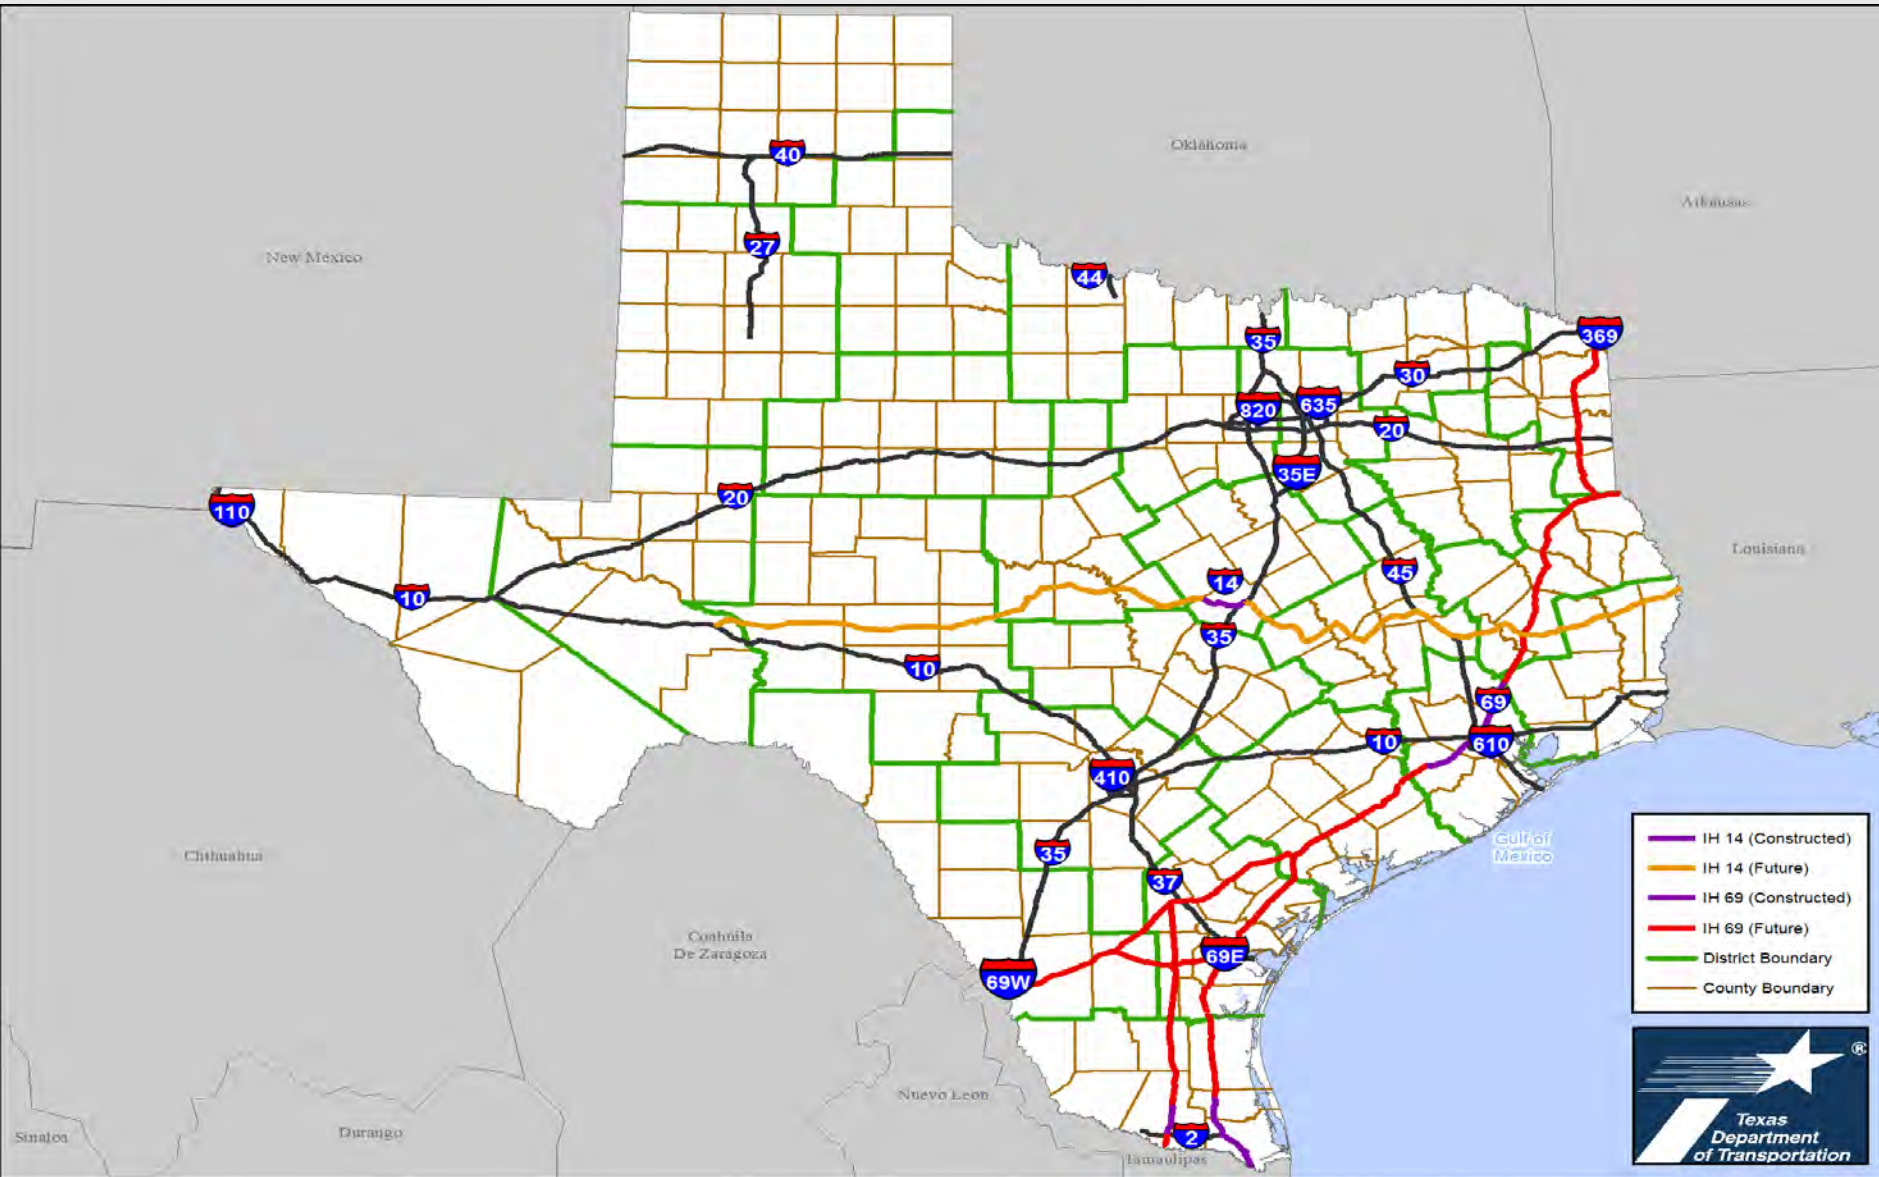 Oklahoma
40
Arkansas
New Mexico
27
44
35
369
30
820
635
20
35E
20
110
Louisiana
14
45
10
35
10
69
10
610
410
Gulf of
Mexico
35
Chihuahua
37
Coahuila
De Zaragoza
69E
69W
Nuevo Leon
Sinaloa
Durango
2
Tamaulipas
IH 14 (Constructed)
IH 14 (Future)
IH 69 (Constructed)
IH 69 (Future)
District Boundary
County Boundary
®
Texas
Department
of Transportation